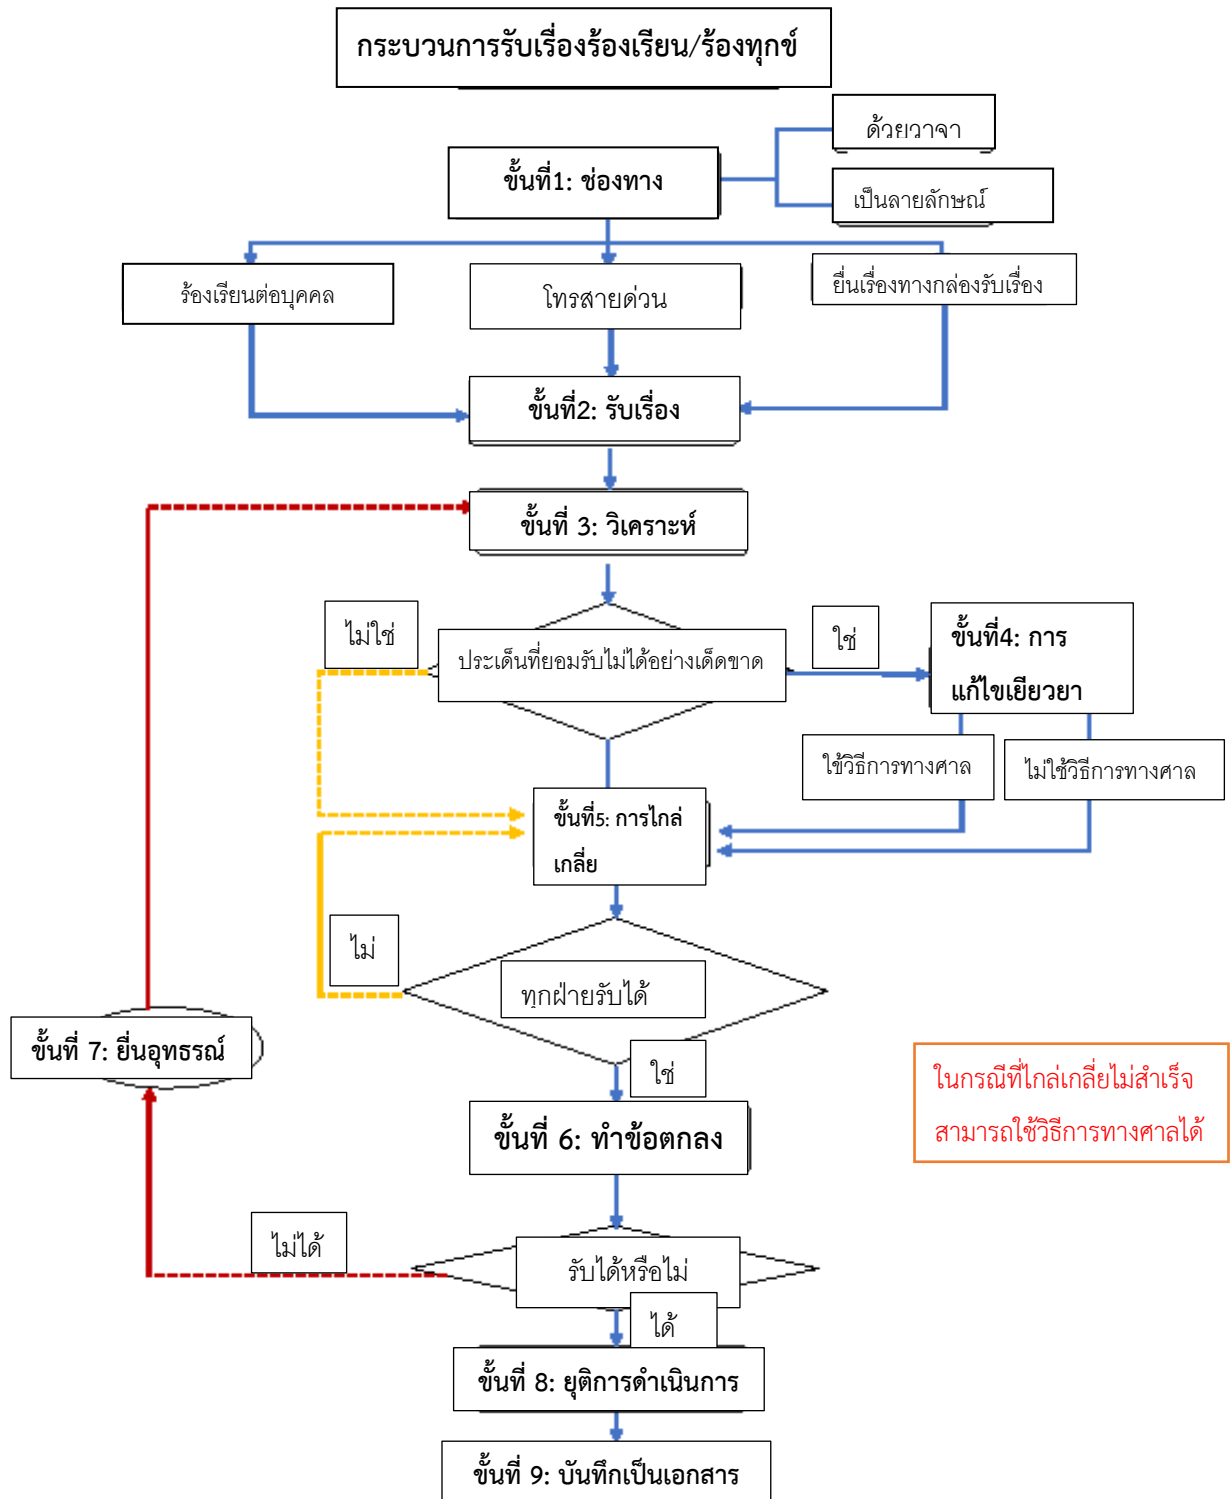 กระบวนการรับเรื่องร้องเรียน/ร้องทุกข์
ด้วยวาจา
ขั้นที่1: ช่องทาง
เป็นลายลักษณ์
ร้องเรียนต่อบุคคล
โทรสายด่วน
ยื่นเรื่องทางกล่องรับเรื่อง
ขั้นที่2: รับเรื่อง
ขั้นที่ 3: วิเคราะห์
ไม่ใช่
ประเด็นที่ยอมรับไม่ได้อย่างเด็ดขาด
ใช่
ขั้นที่4: การ
แก้ไขเยียวยา
ใช้วิธีการทางศาล
ไม่ใช้วิธีการทางศาล
ขั้นที่5: การไกล่
เกลี่ย
ไม่
ทุกฝ่ายรับได้
ขั้นที่ 7: ยื่นอุทธรณ์
ใช่
ในกรณีที่ไกล่เกลี่ยไม่สำเร็จ
สามารถใช้วิธีการทางศาลได้
ขั้นที่ 6: ทำข้อตกลง
ไม่ได้
รับได้หรือไม่
ได้
ขั้นที่ 8: ยุติการดำเนินการ
ขั้นที่ 9: บันทึกเป็นเอกสาร